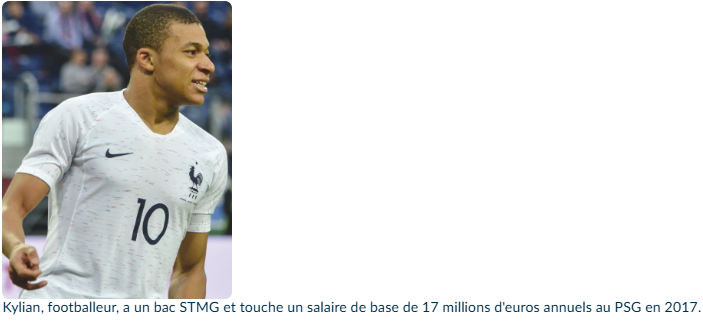 10
Kylian, footballeur, a un bac STMG et touche un salaire de base de 17 millions d'euros annuels au PSG en 2017.